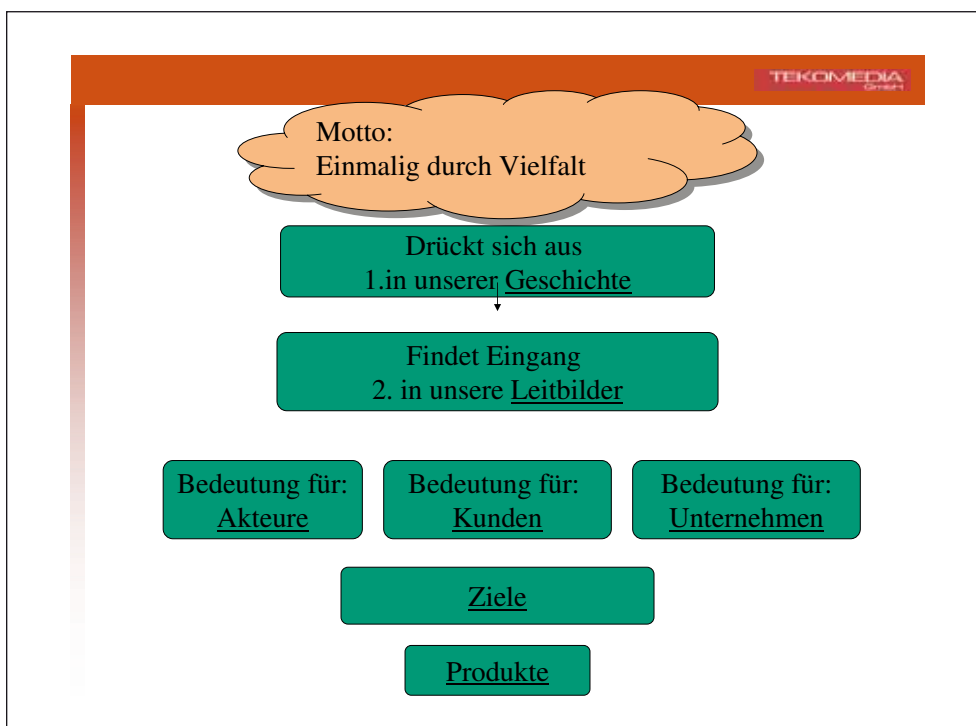 TEKOMEDIA
GmbH
Motto:
Einmalig durch Vielfalt
Drückt sich aus
1.in unserer Geschichte
Findet Eingang
2. in unsere Leitbilder
Bedeutung für:
Akteure
Bedeutung für:
Kunden
Bedeutung für:
Unternehmen
Ziele
Produkte